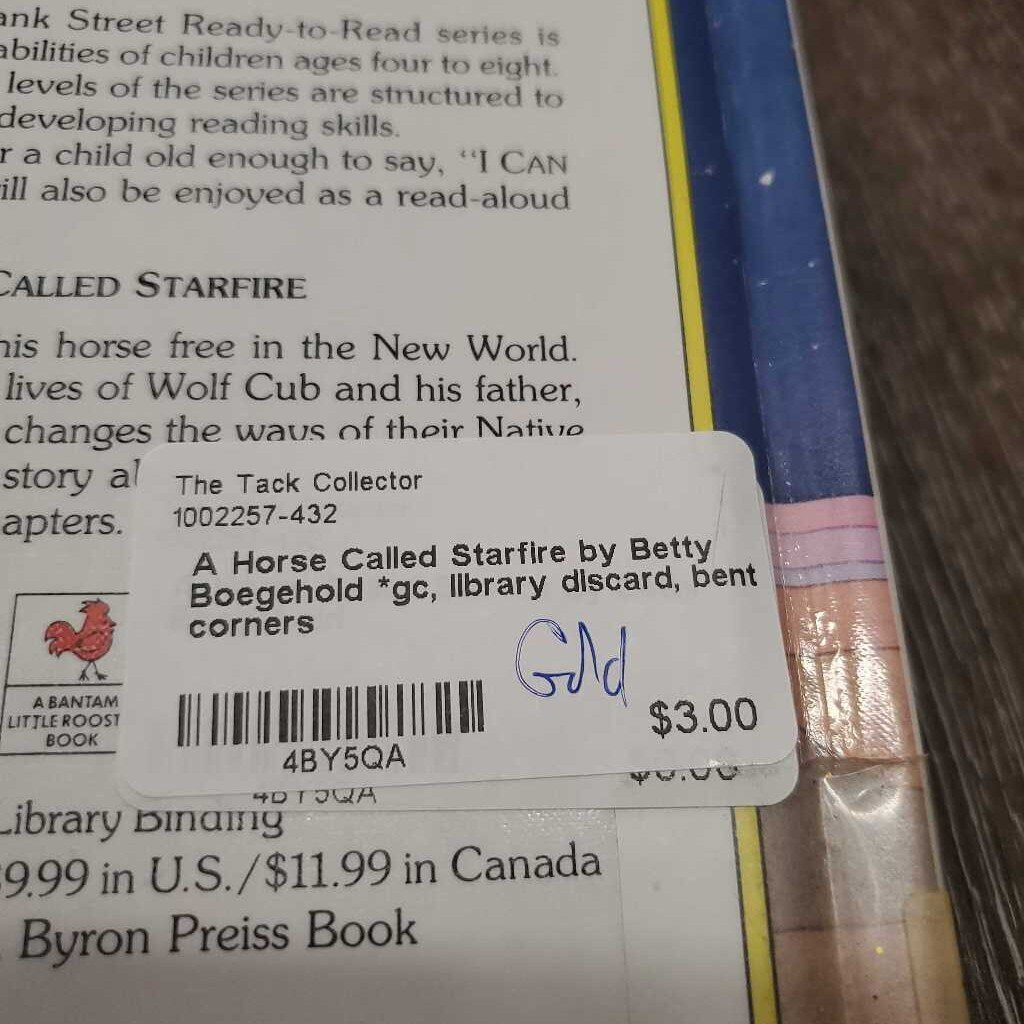 ank Street Ready-to-Read series is
abilities of children ages four to eight.
levels of the series are structured to
developing reading skills.
r a child old enough to say, “I CAN
ill also be enjoyed as a read-aloud
CALLED STARFIRE
his horse free in the New World.
lives of Wolf Cub and his father,
changes the ways of their Native
story al
apters.
The Tack Collector
1002257-432
A Horse Called Starfire by Betty
Boegehold *gc, library discard, bent
corners
Gold
$3.00
4BY5QA
4BY5QA
A BANTAM
LITTLE ROOST
BOOK
Library Binding
9.99 in U.S./$11.99 in Canada
Byron Preiss Book